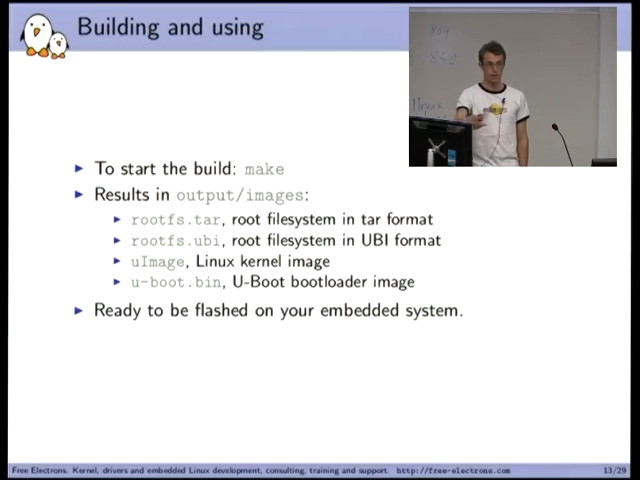 Building and using
To start the build: make
Results in output/images:
rootfs.tar, root filesystem in tar format
rootfs.ubi, root filesystem in UBI format
uImage, Linux kernel image
u-boot.bin, U-Boot bootloader image
Ready to be flashed on your embedded system.
Free Electrons. Kernel, drivers and embedded Linux development, consulting, training and support. http://free-electrons.com
13/29